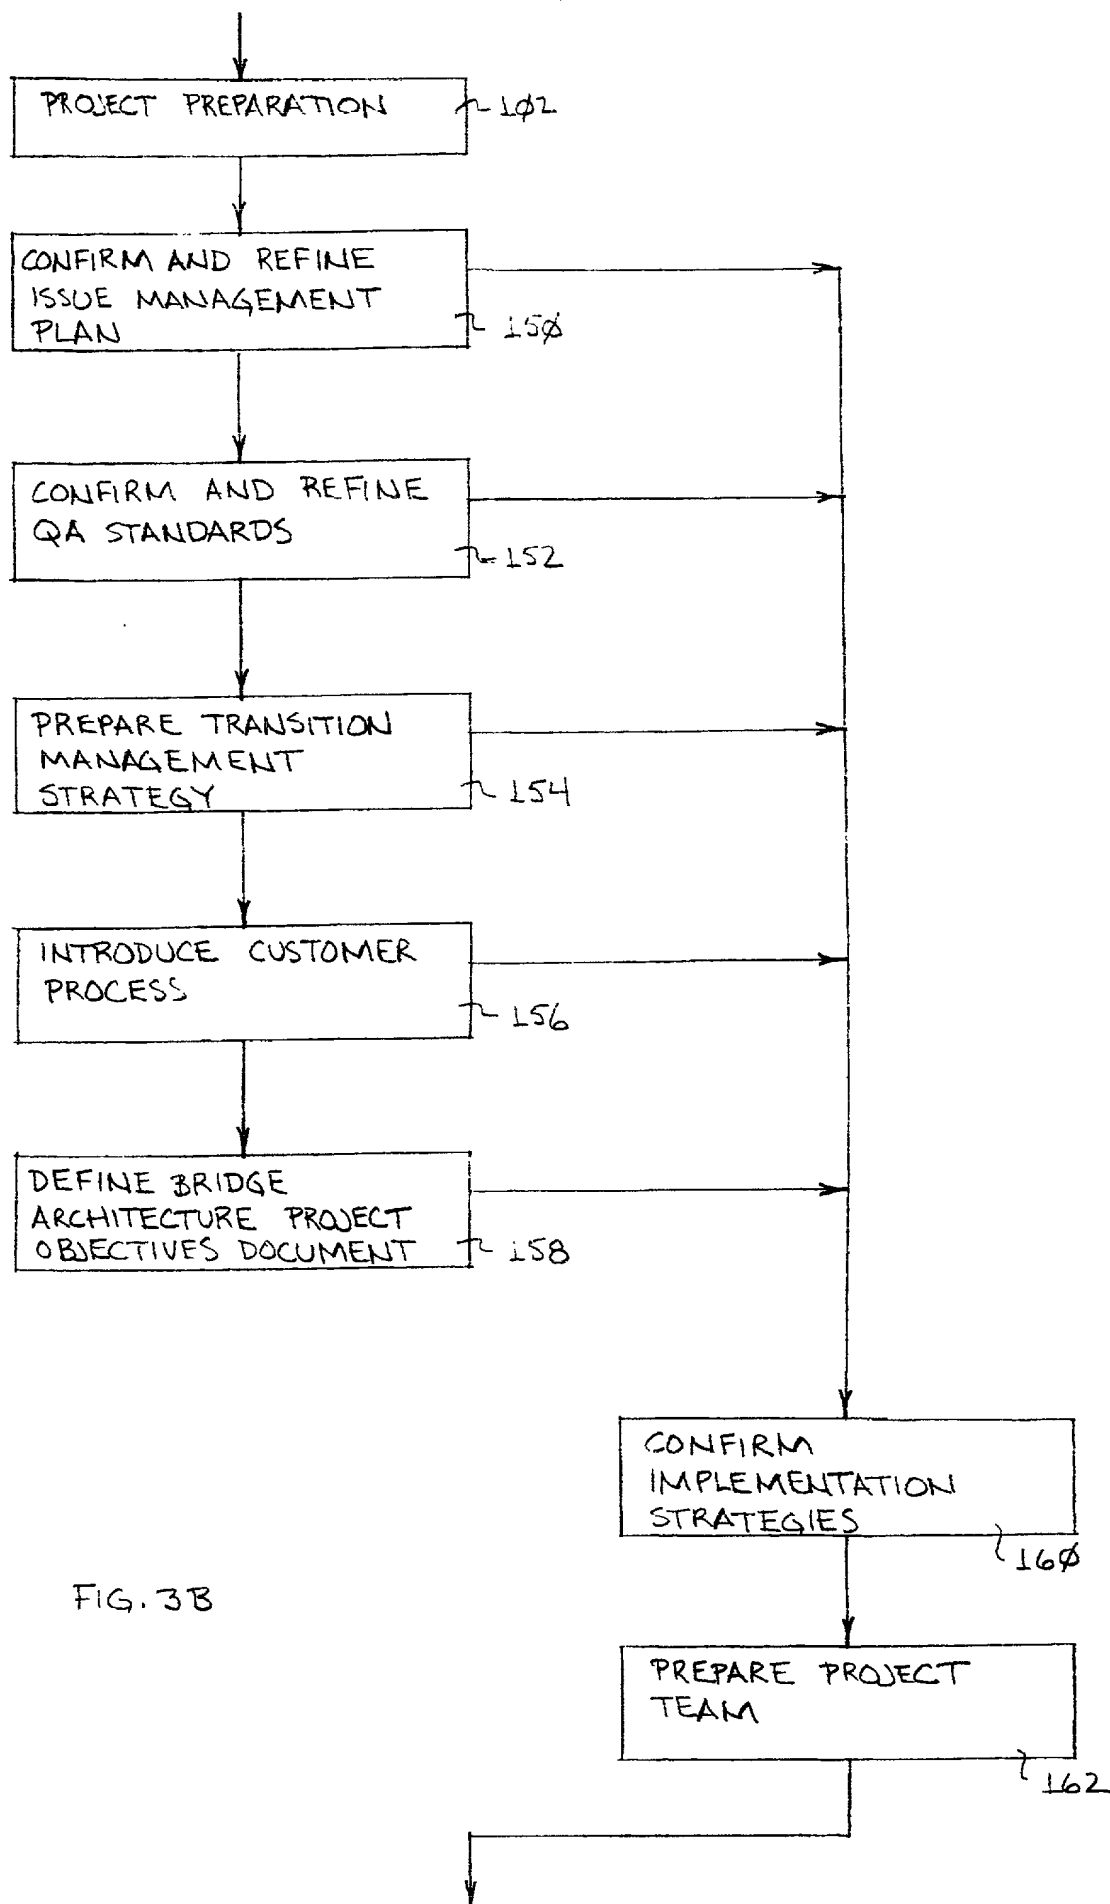 PROJECT PREPARATION
102
CONFIRM AND REFINE
ISSUE MANAGEMENT
PLAN
150
CONFIRM AND REFINE
QA STANDARDS
152
PREPARE TRANSITION
MANAGEMENT
STRATEGY
154
INTRODUCE CUSTOMER
PROCESS
156
DEFINE BRIDGE
ARCHITECTURE PROJECT
OBJECTIVES DOCUMENT
158
CONFIRM
IMPLEMENTATION
STRATEGIES
160
FIG. 3B
PREPARE PROJECT
TEAM
162